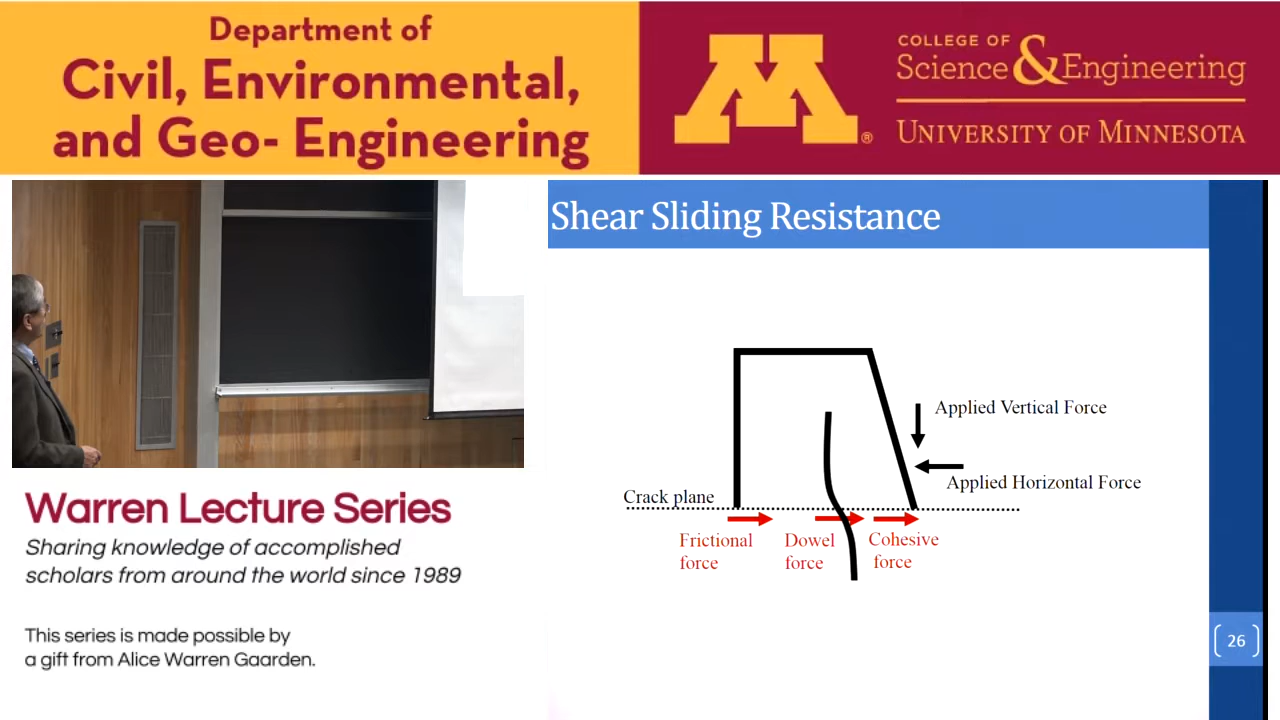 Department of
Civil, Environmental,
and Geo- Engineering
M®
COLLEGE OF
Science & Engineering
UNIVERSITY OF MINNESOTA
Shear Sliding Resistance
Applied Vertical Force
Applied Horizontal Force
Crack plane
Frictional
force
Dowel
force
Cohesive
force
26
Warren Lecture Series
Sharing knowledge of accomplished
scholars from around the world since 1989
This series is made possible by
a gift from Alice Warren Gaarden.